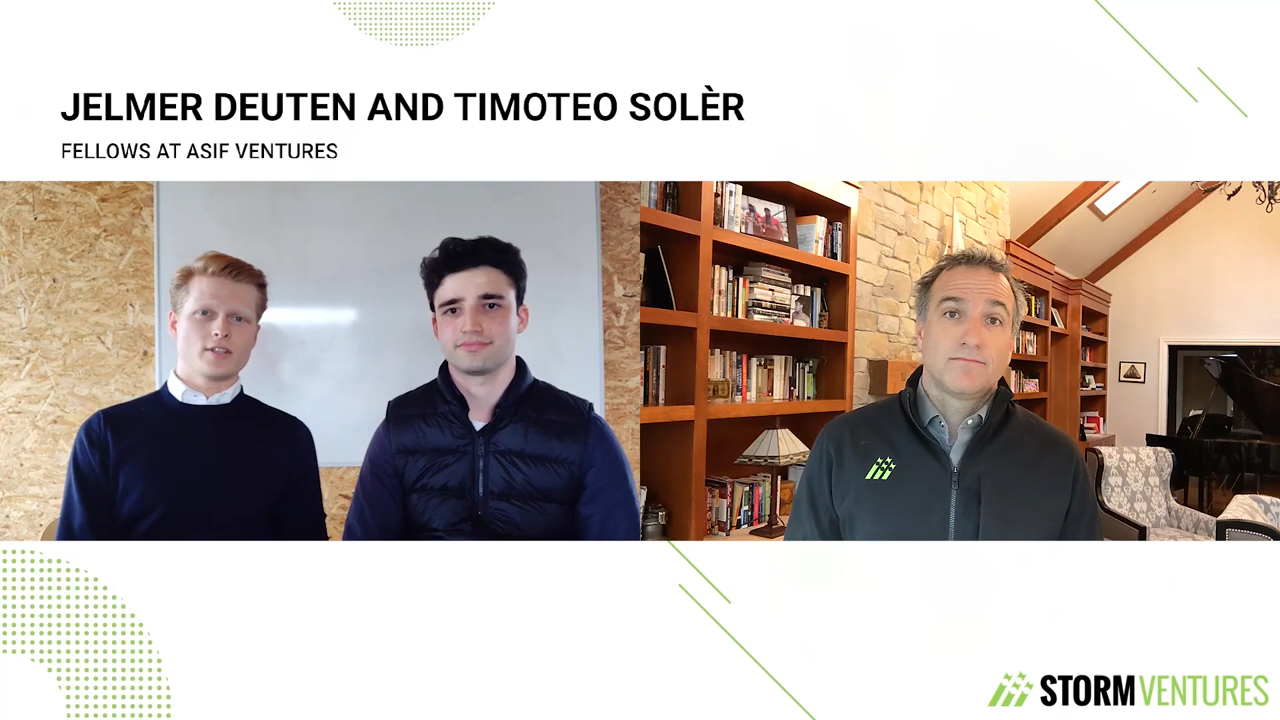 JELMER DEUTEN AND TIMOTEO SOLÈR
FELLOWS AT ASIF VENTURES
STORMVENTURES